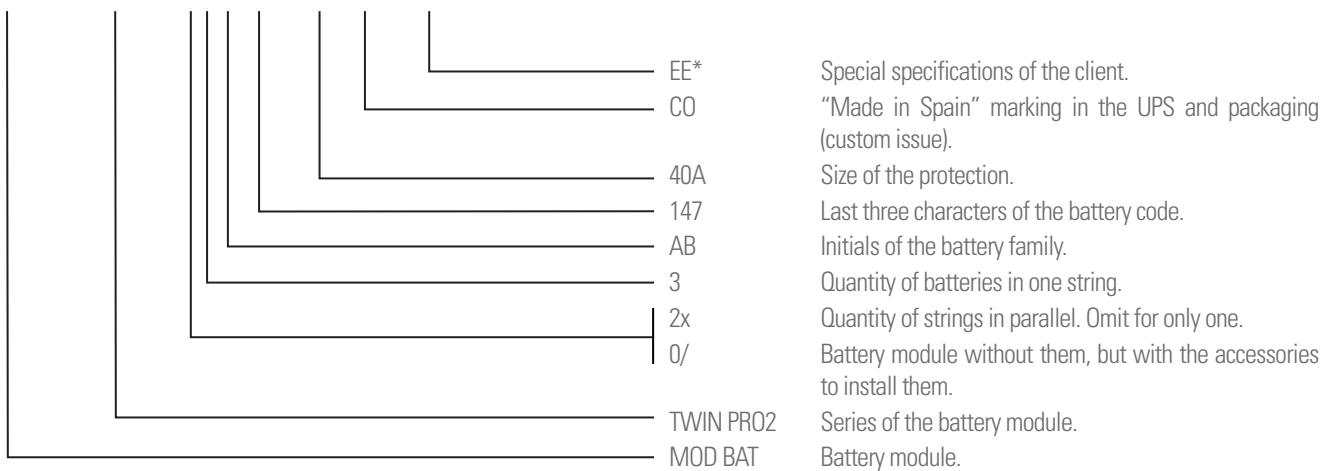 EE* Special specifications of the client.
CO “Made in Spain” marking in the UPS and packaging
(custom issue).
40A Size of the protection.
147 Last three characters of the battery code.
AB Initials of the battery family.
3 Quantity of batteries in one string.
2x Quantity of strings in parallel. Omit for only one.
0/ Battery module without them, but with the accessories
to install them.
TWIN PRO2 Series of the battery module.
MOD BAT Battery module.